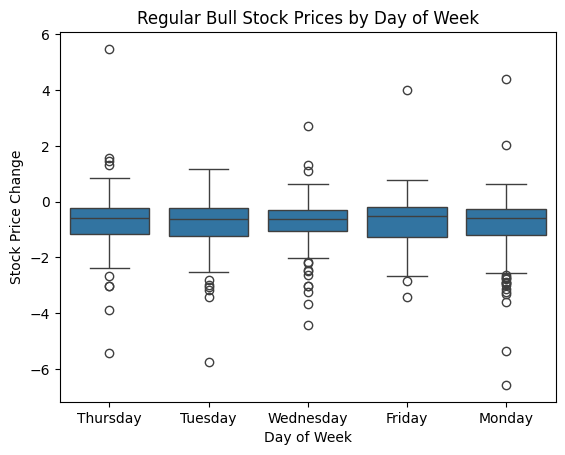 Regular Bull Stock Prices by Day of Week
Stock Price Change
6
4
2
0
−2
−4
−6
Thursday Tuesday Wednesday Friday Monday
Day of Week